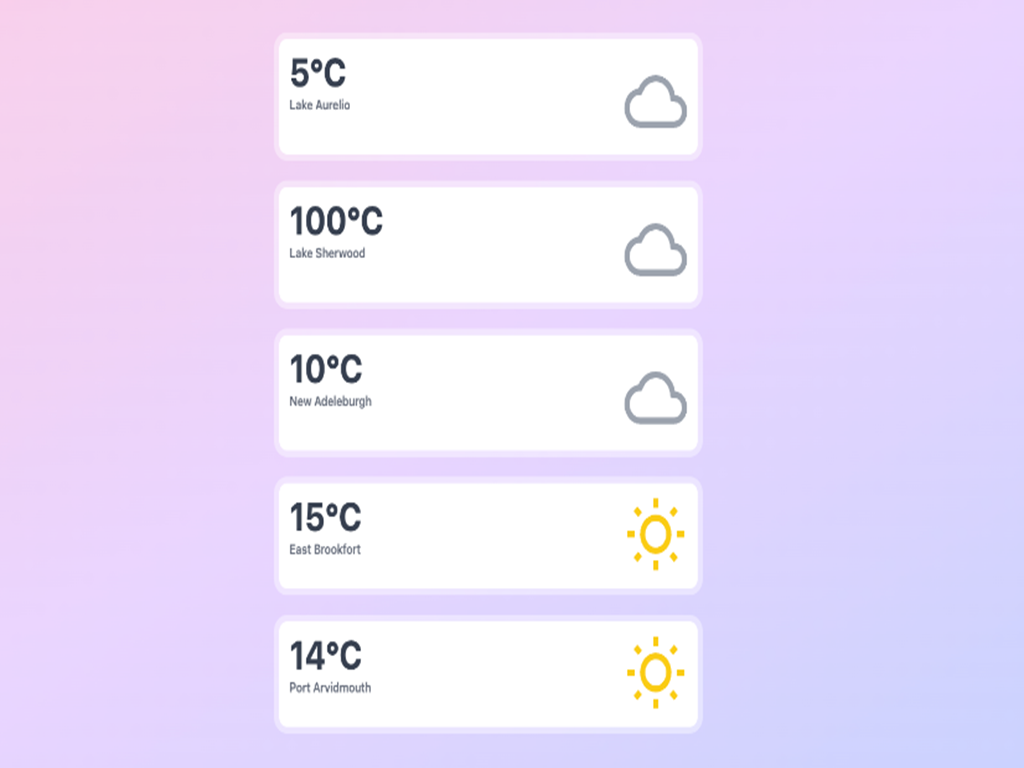 5°C
Lake Aurelio
100°C
Lake Sherwood
10°C
New Adeleburgh
15°C
East Brookfort
14°C
Port Arvidmouth